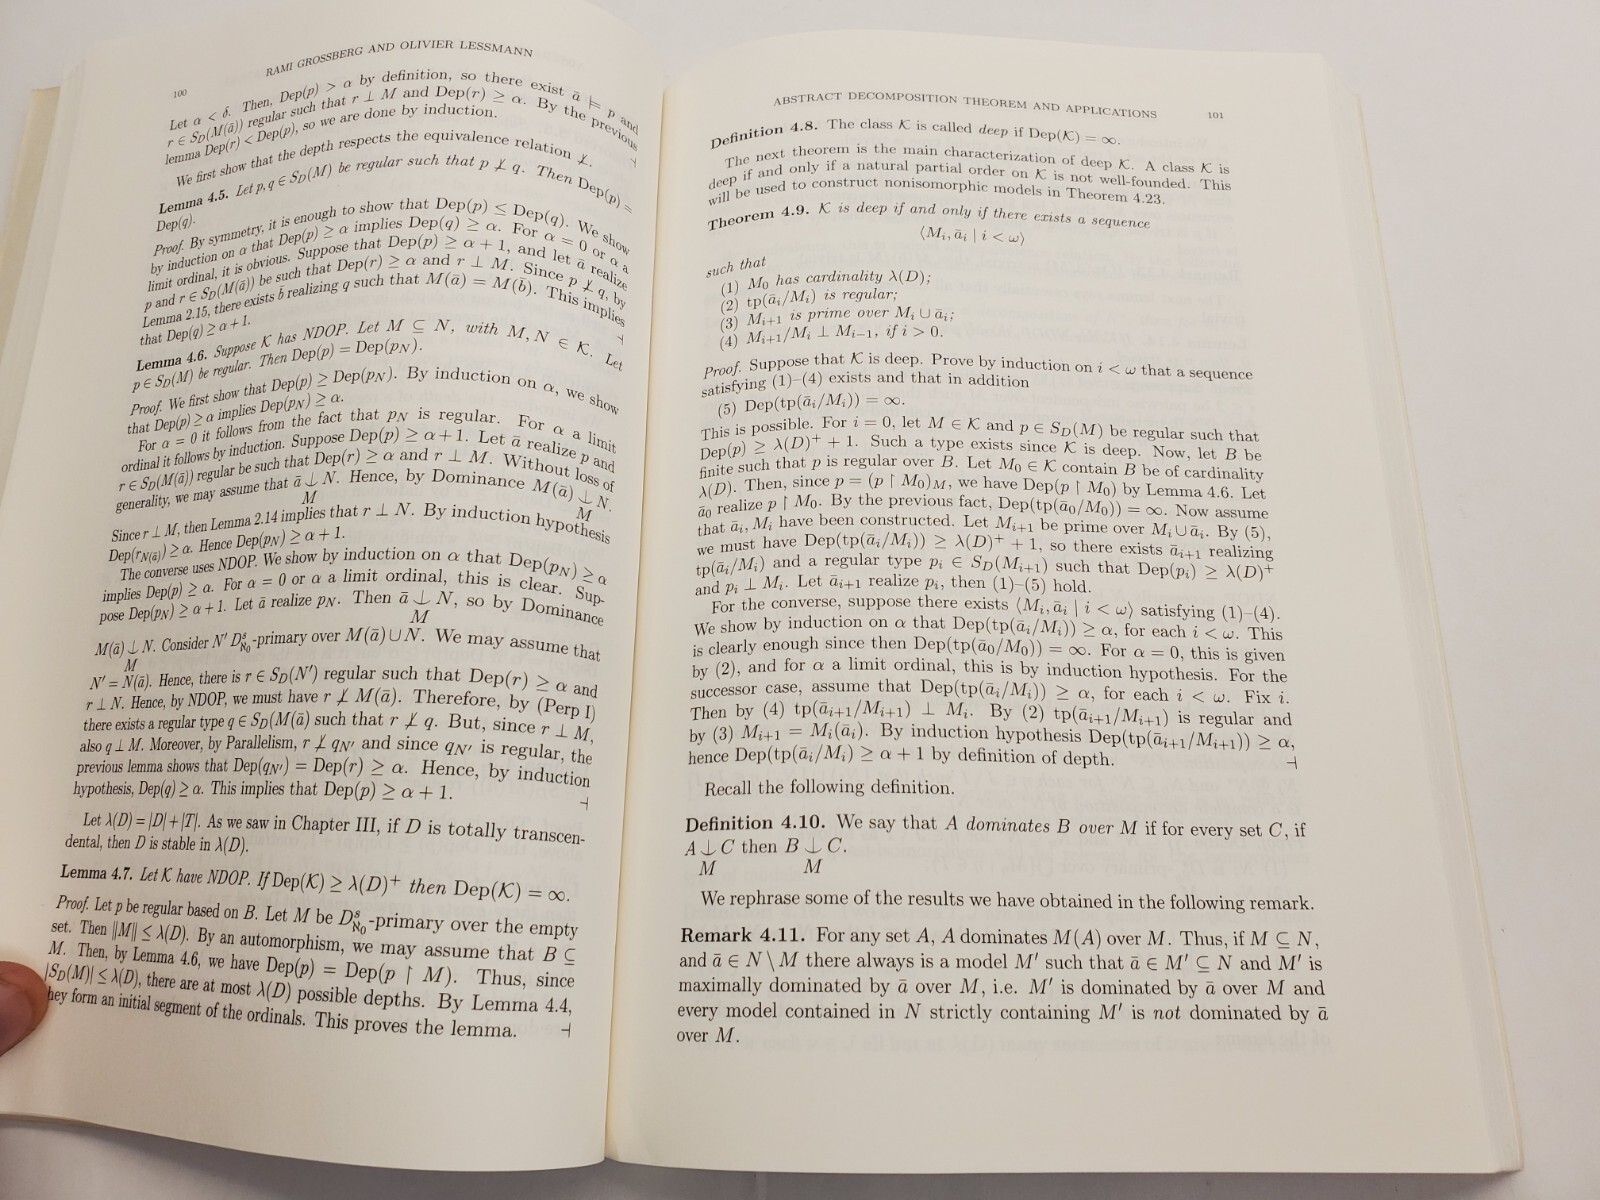 100
RAMI GROSSBERG AND OLIVIER LESSMANN
Let α < δ. Then, Dep(p) > α by definition, so there exist ā ⊨ p and
r ∈ S_D(M(ā)) regular such that r ⊥ M and Dep(r) ≥ α. By the previous
lemma Dep(r) < Dep(p), so we are done by induction. ⊣
We first show that the depth respects the equivalence relation ⊥̸.
Lemma 4.5. Let p, q ∈ S_D(M) be regular such that p ⊥̸ q. Then Dep(p) =
Dep(q).
Proof. By symmetry, it is enough to show that Dep(p) ≤ Dep(q). We show
by induction on α that Dep(p) ≥ α implies Dep(q) ≥ α. For α = 0 or α a
limit ordinal, it is obvious. Suppose that Dep(p) ≥ α + 1, and let ā realize
p and r ∈ S_D(M(ā)) be such that Dep(r) ≥ α and r ⊥ M. Since p ⊥̸ q, by
Lemma 2.15, there exists b̄ realizing q such that M(ā) = M(b̄). This implies
that Dep(q) ≥ α + 1. ⊣
Lemma 4.6. Suppose K has NDOP. Let M ⊆ N, with M, N ∈ K. Let
p ∈ S_D(M) be regular. Then Dep(p) = Dep(p_N).
Proof. We first show that Dep(p) ≥ Dep(p_N). By induction on α, we show
that Dep(p) ≥ α implies Dep(p_N) ≥ α.
For α = 0 it follows from the fact that p_N is regular. For α a limit
ordinal it follows by induction. Suppose Dep(p) ≥ α + 1. Let ā realize p and
r ∈ S_D(M(ā)) regular be such that Dep(r) ≥ α and r ⊥ M. Without loss of
generality, we may assume that ā ↓_M N. Hence, by Dominance M(ā) ↓_M N.
Since r ⊥ M, then Lemma 2.14 implies that r ⊥ N. By induction hypothesis
Dep(r_{N(ā)}) ≥ α. Hence Dep(p_N) ≥ α + 1.
The converse uses NDOP. We show by induction on α that Dep(p_N) ≥ α
implies Dep(p) ≥ α. For α = 0 or α a limit ordinal, this is clear. Sup-
pose Dep(p_N) ≥ α + 1. Let ā realize p_N. Then ā ↓_M N, so by Dominance
M(ā) ↓_M N. Consider N′ D^s_{ℵ₀}-primary over M(ā) ∪ N. We may assume that
N′ = N(ā). Hence, there is r ∈ S_D(N′) regular such that Dep(r) ≥ α and
r ⊥ N. Hence, by NDOP, we must have r ⊥̸ M(ā). Therefore, by (Perp I)
there exists a regular type q ∈ S_D(M(ā) such that r ⊥̸ q. But, since r ⊥ M,
also q ⊥ M. Moreover, by Parallelism, r ⊥̸ q_{N′} and since q_{N′} is regular, the
previous lemma shows that Dep(q_{N′}) = Dep(r) ≥ α. Hence, by induction
hypothesis, Dep(q) ≥ α. This implies that Dep(p) ≥ α + 1. ⊣
Let λ(D) = |D| + |T|. As we saw in Chapter III, if D is totally transcen-
dental, then D is stable in λ(D).
Lemma 4.7. Let K have NDOP. If Dep(K) ≥ λ(D)⁺ then Dep(K) = ∞.
Proof. Let p be regular based on B. Let M be D^s_{ℵ₀}-primary over the empty
set. Then ‖M‖ ≤ λ(D). By an automorphism, we may assume that B ⊆
M. Then, by Lemma 4.6, we have Dep(p) = Dep(p ↾ M). Thus, since
|S_D(M)| ≤ λ(D), there are at most λ(D) possible depths. By Lemma 4.4,
hey form an initial segment of the ordinals. This proves the lemma. ⊣
ABSTRACT DECOMPOSITION THEOREM AND APPLICATIONS
101
Definition 4.8. The class K is called deep if Dep(K) = ∞.
The next theorem is the main characterization of deep K. A class K is
deep if and only if a natural partial order on K is not well-founded. This
will be used to construct nonisomorphic models in Theorem 4.23.
Theorem 4.9. K is deep if and only if there exists a sequence
⟨M_i, ā_i | i < ω⟩
such that
(1) M₀ has cardinality λ(D);
(2) tp(ā_i/M_i) is regular;
(3) M_{i+1} is prime over M_i ∪ ā_i;
(4) M_{i+1}/M_i ⊥ M_{i−1}, if i > 0.
Proof. Suppose that K is deep. Prove by induction on i < ω that a sequence
satisfying (1)–(4) exists and that in addition
(5) Dep(tp(ā_i/M_i)) = ∞.
This is possible. For i = 0, let M ∈ K and p ∈ S_D(M) be regular such that
Dep(p) ≥ λ(D)⁺ + 1. Such a type exists since K is deep. Now, let B be
finite such that p is regular over B. Let M₀ ∈ K contain B be of cardinality
λ(D). Then, since p = (p ↾ M₀)_M, we have Dep(p ↾ M₀) by Lemma 4.6. Let
ā₀ realize p ↾ M₀. By the previous fact, Dep(tp(ā₀/M₀)) = ∞. Now assume
that ā_i, M_i have been constructed. Let M_{i+1} be prime over M_i ∪ ā_i. By (5),
we must have Dep(tp(ā_i/M_i)) ≥ λ(D)⁺ + 1, so there exists ā_{i+1} realizing
tp(ā_i/M_i) and a regular type p_i ∈ S_D(M_{i+1}) such that Dep(p_i) ≥ λ(D)⁺
and p_i ⊥ M_i. Let ā_{i+1} realize p_i, then (1)–(5) hold.
For the converse, suppose there exists ⟨M_i, ā_i | i < ω⟩ satisfying (1)–(4).
We show by induction on α that Dep(tp(ā_i/M_i)) ≥ α, for each i < ω. This
is clearly enough since then Dep(tp(ā₀/M₀)) = ∞. For α = 0, this is given
by (2), and for α a limit ordinal, this is by induction hypothesis. For the
successor case, assume that Dep(tp(ā_i/M_i)) ≥ α, for each i < ω. Fix i.
Then by (4) tp(ā_{i+1}/M_{i+1}) ⊥ M_i. By (2) tp(ā_{i+1}/M_{i+1}) is regular and
by (3) M_{i+1} = M_i(ā_i). By induction hypothesis Dep(tp(ā_{i+1}/M_{i+1})) ≥ α,
hence Dep(tp(ā_i/M_i) ≥ α + 1 by definition of depth. ⊣
Recall the following definition.
Definition 4.10. We say that A dominates B over M if for every set C, if
A ↓_M C then B ↓_M C.
We rephrase some of the results we have obtained in the following remark.
Remark 4.11. For any set A, A dominates M(A) over M. Thus, if M ⊆ N,
and ā ∈ N \ M there always is a model M′ such that ā ∈ M′ ⊆ N and M′ is
maximally dominated by ā over M, i.e. M′ is dominated by ā over M and
every model contained in N strictly containing M′ is not dominated by ā
over M.